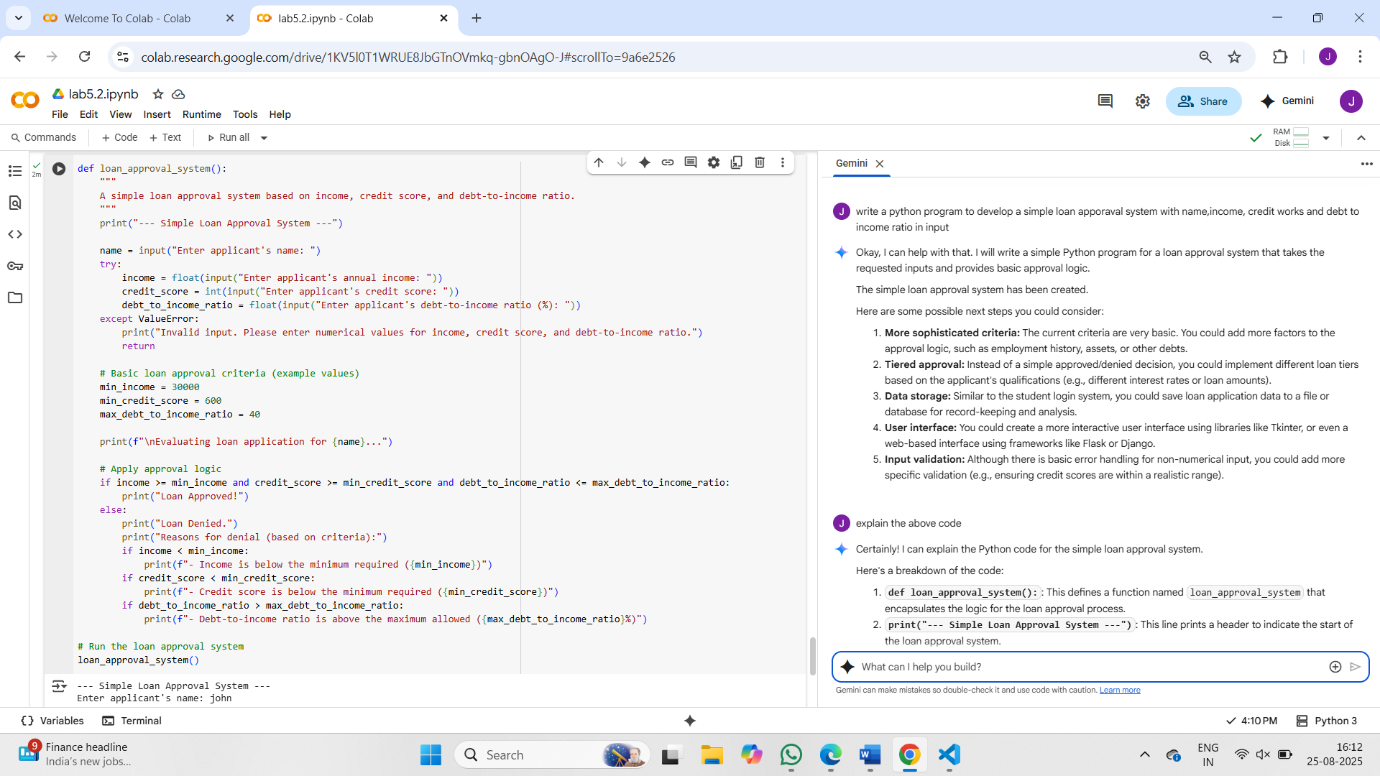 Welcome To Colab - Colab
lab5.2.ipynb - Colab
colab.research.google.com/drive/1KV5l0T1WRUE8JbGTnOVmkq-gbnOAgO-J#scrollTo=9a6e2526
J
lab5.2.ipynb
File Edit View Insert Runtime Tools Help
Share
Gemini
J
Commands + Code + Text Run all
RAM
Disk
2m
def loan_approval_system():
"""
A simple loan approval system based on income, credit score, and debt-to-income ratio.
"""
print("--- Simple Loan Approval System ---")
name = input("Enter applicant's name: ")
try:
income = float(input("Enter applicant's annual income: "))
credit_score = int(input("Enter applicant's credit score: "))
debt_to_income_ratio = float(input("Enter applicant's debt-to-income ratio (%): "))
except ValueError:
print("Invalid input. Please enter numerical values for income, credit score, and debt-to-income ratio.")
return
# Basic loan approval criteria (example values)
min_income = 30000
min_credit_score = 600
max_debt_to_income_ratio = 40
print(f"\nEvaluating loan application for {name}...")
# Apply approval logic
if income >= min_income and credit_score >= min_credit_score and debt_to_income_ratio <= max_debt_to_income_ratio:
print("Loan Approved!")
else:
print("Loan Denied.")
print("Reasons for denial (based on criteria):")
if income < min_income:
print(f"- Income is below the minimum required ({min_income})")
if credit_score < min_credit_score:
print(f"- Credit score is below the minimum required ({min_credit_score})")
if debt_to_income_ratio > max_debt_to_income_ratio:
print(f"- Debt-to-income ratio is above the maximum allowed ({max_debt_to_income_ratio}%)")
# Run the loan approval system
loan_approval_system()
--- Simple Loan Approval System ---
Enter applicant's name: john
Gemini
J
write a python program to develop a simple loan apporaval system with name,income, credit works and debt to
income ratio in input
Okay, I can help with that. I will write a simple Python program for a loan approval system that takes the
requested inputs and provides basic approval logic.
The simple loan approval system has been created.
Here are some possible next steps you could consider:
1. More sophisticated criteria: The current criteria are very basic. You could add more factors to the
approval logic, such as employment history, assets, or other debts.
2. Tiered approval: Instead of a simple approved/denied decision, you could implement different loan tiers
based on the applicant's qualifications (e.g., different interest rates or loan amounts).
3. Data storage: Similar to the student login system, you could save loan application data to a file or
database for record-keeping and analysis.
4. User interface: You could create a more interactive user interface using libraries like Tkinter, or even a
web-based interface using frameworks like Flask or Django.
5. Input validation: Although there is basic error handling for non-numerical input, you could add more
specific validation (e.g., ensuring credit scores are within a realistic range).
J
explain the above code
Certainly! I can explain the Python code for the simple loan approval system.
Here's a breakdown of the code:
1. def loan_approval_system(): : This defines a function named loan_approval_system that
encapsulates the logic for the loan approval process.
2. print("--- Simple Loan Approval System ---") : This line prints a header to indicate the start of
the loan approval system.
What can I help you build?
Gemini can make mistakes so double-check it and use code with caution. Learn more
Variables Terminal
4:10 PM Python 3
9
Finance headline
India's new jobs...
Search
ENG
IN
16:12
25-08-2025